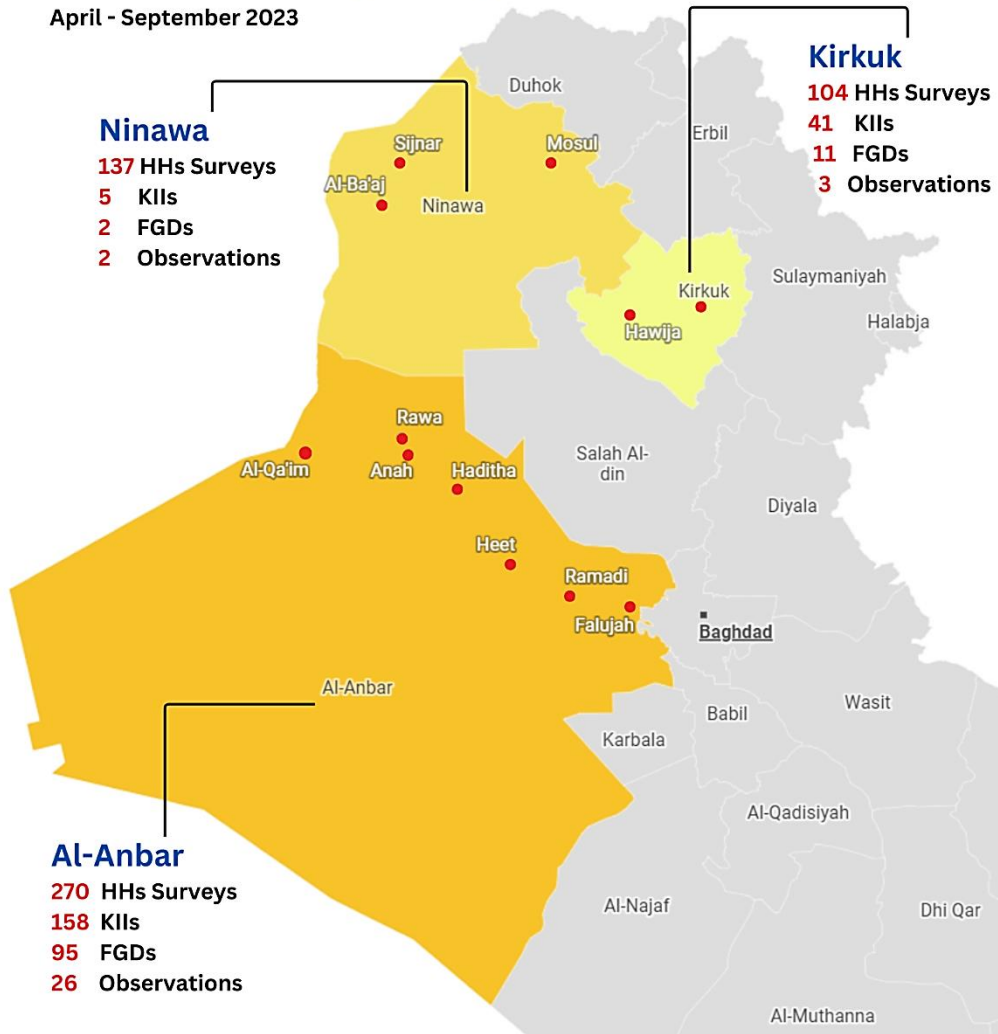 April - September 2023
Kirkuk
104 HHs Surveys
41 KIIs
11 FGDs
3 Observations
Ninawa
137 HHs Surveys
5 KIIs
2 FGDs
2 Observations
Duhok
Erbil
Sijnar
Mosul
Al-Ba'aj
Ninawa
Kirkuk
Hawija
Sulaymaniyah
Halabja
Rawa
Al-Qa'im
Anah
Haditha
Salah Al-
din
Diyala
Heet
Ramadi
Falujah
Baghdad
Al-Anbar
Wasit
Babil
Karbala
Al-Qadisiyah
Al-Anbar
270 HHs Surveys
158 KIIs
95 FGDs
26 Observations
Al-Najaf
Dhi Qar
Al-Muthanna